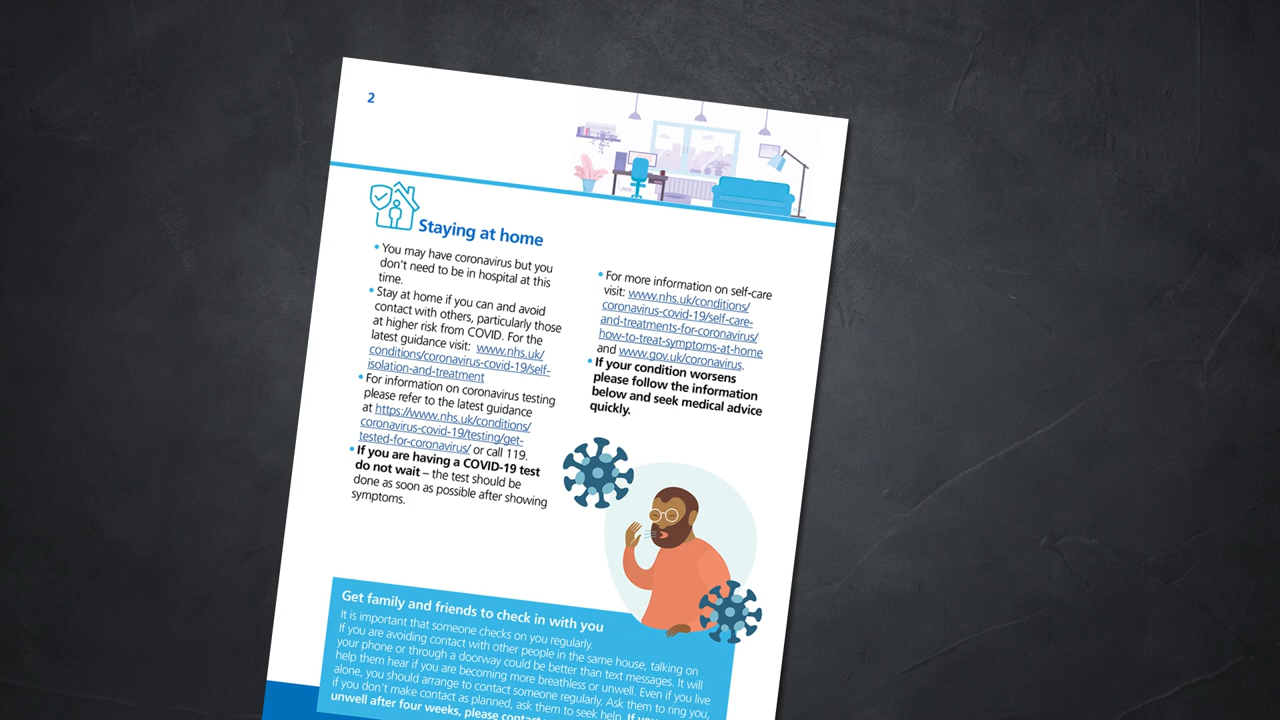 2
Staying at home
• You may have coronavirus but you
don't need to be in hospital at this
time.
• Stay at home if you can and avoid
contact with others, particularly those
at higher risk from COVID. For the
latest guidance visit: www.nhs.uk/
conditions/coronavirus-covid-19/self-
isolation-and-treatment
• For information on coronavirus testing
please refer to the latest guidance
at https://www.nhs.uk/conditions/
coronavirus-covid-19/testing/get-
tested-for-coronavirus/ or call 119.
• If you are having a COVID-19 test
do not wait – the test should be
done as soon as possible after showing
symptoms.
• For more information on self-care
visit: www.nhs.uk/conditions/
coronavirus-covid-19/self-care-
and-treatments-for-coronavirus/
how-to-treat-symptoms-at-home
and www.gov.uk/coronavirus.
• If your condition worsens
please follow the information
below and seek medical advice
quickly.
Get family and friends to check in with you
It is important that someone checks on you regularly.
If you are avoiding contact with other people in the same house, talking on
your phone or through a doorway could be better than text messages. It will
help them hear if you are becoming more breathless or unwell. Even if you live
alone, you should arrange to contact someone regularly. Ask them to ring you,
if you don't make contact as planned, ask them to seek help. If
unwell after four weeks, please